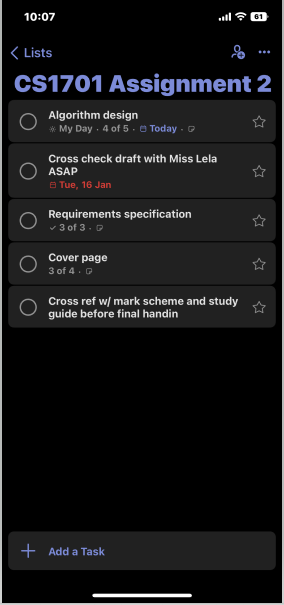 10:07
61
Lists
CS1701 Assignment 2
Algorithm design
My Day · 4 of 5 · Today ·
Cross check draft with Miss Lela
ASAP
Tue, 16 Jan
Requirements specification
3 of 3 ·
Cover page
3 of 4 ·
Cross ref w/ mark scheme and study
guide before final handin
Add a Task